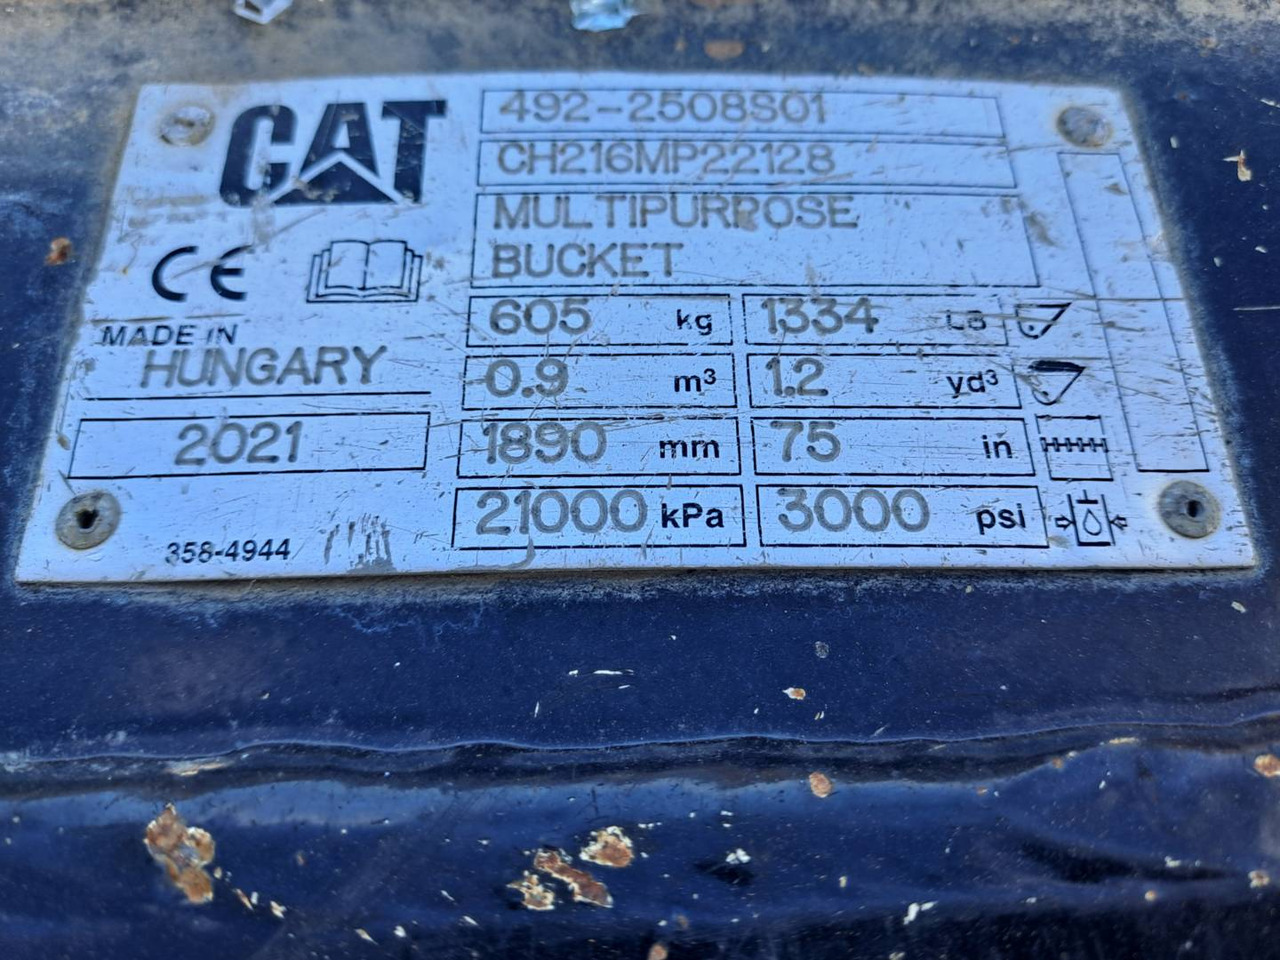 CAT
492-2508S01
CH216MP22128
MULTIPURPOSE
BUCKET
CE
MADE IN
HUNGARY
2021
605 kg 1334 LB
0.9 m³ 1.2 yd³
1890 mm 75 in
21000 kPa 3000 psi
358-4944